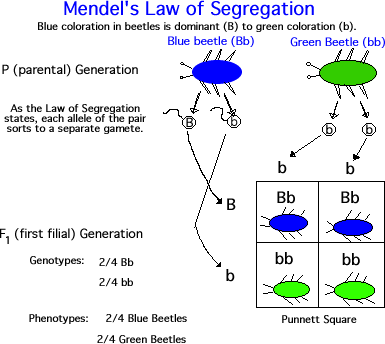 Mendel's Law of Segregation
Blue coloration in beetles is dominant (B) to green coloration (b).
Blue beetle (Bb)
Green Beetle (bb)
P (parental) Generation
As the Law of Segregation
states, each allele of the pair
sorts to a separate gamete.
B
b
b
b
b
b
B
Bb
Bb
F1 (first filial) Generation
b
bb
bb
Genotypes:
2/4 Bb
2/4 bb
Phenotypes:
2/4 Blue Beetles
2/4 Green Beetles
Punnett Square